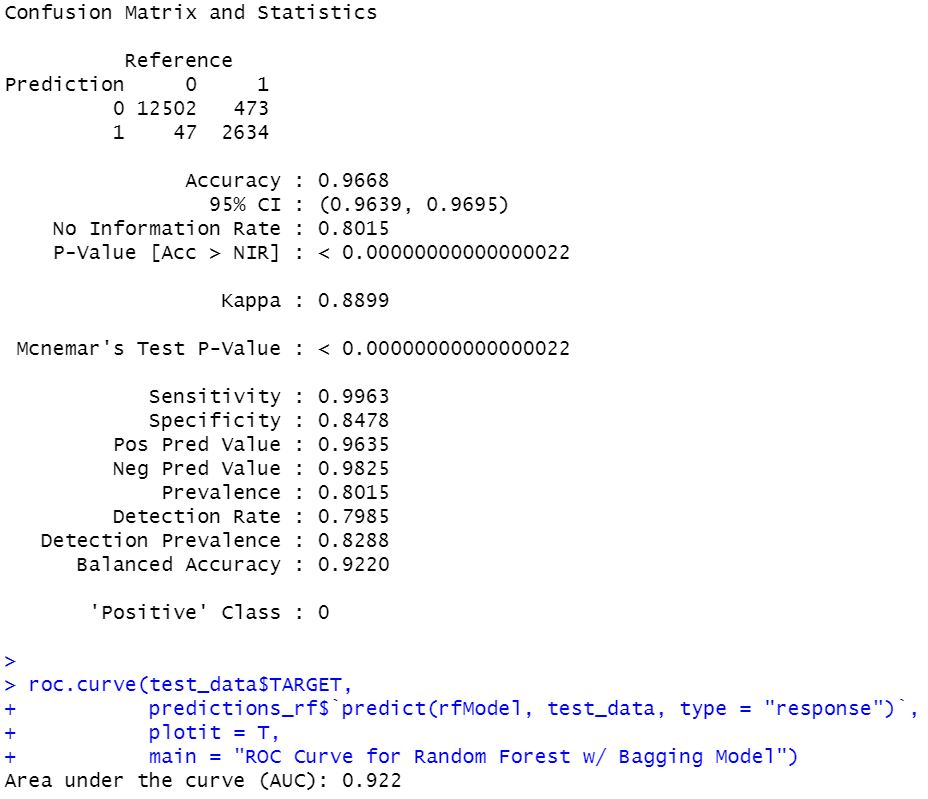 Confusion Matrix and Statistics
Reference
Prediction 0 1
0 12502 473
1 47 2634
Accuracy : 0.9668
95% CI : (0.9639, 0.9695)
No Information Rate : 0.8015
P-Value [Acc > NIR] : < 0.00000000000000022
Kappa : 0.8899
Mcnemar's Test P-Value : < 0.00000000000000022
Sensitivity : 0.9963
Specificity : 0.8478
Pos Pred Value : 0.9635
Neg Pred Value : 0.9825
Prevalence : 0.8015
Detection Rate : 0.7985
Detection Prevalence : 0.8288
Balanced Accuracy : 0.9220
'Positive' Class : 0
>
> roc.curve(test_data$TARGET,
+ predictions_rf$`predict(rfModel, test_data, type = "response")`,
+ plotit = T,
+ main = "ROC Curve for Random Forest w/ Bagging Model")
Area under the curve (AUC): 0.922